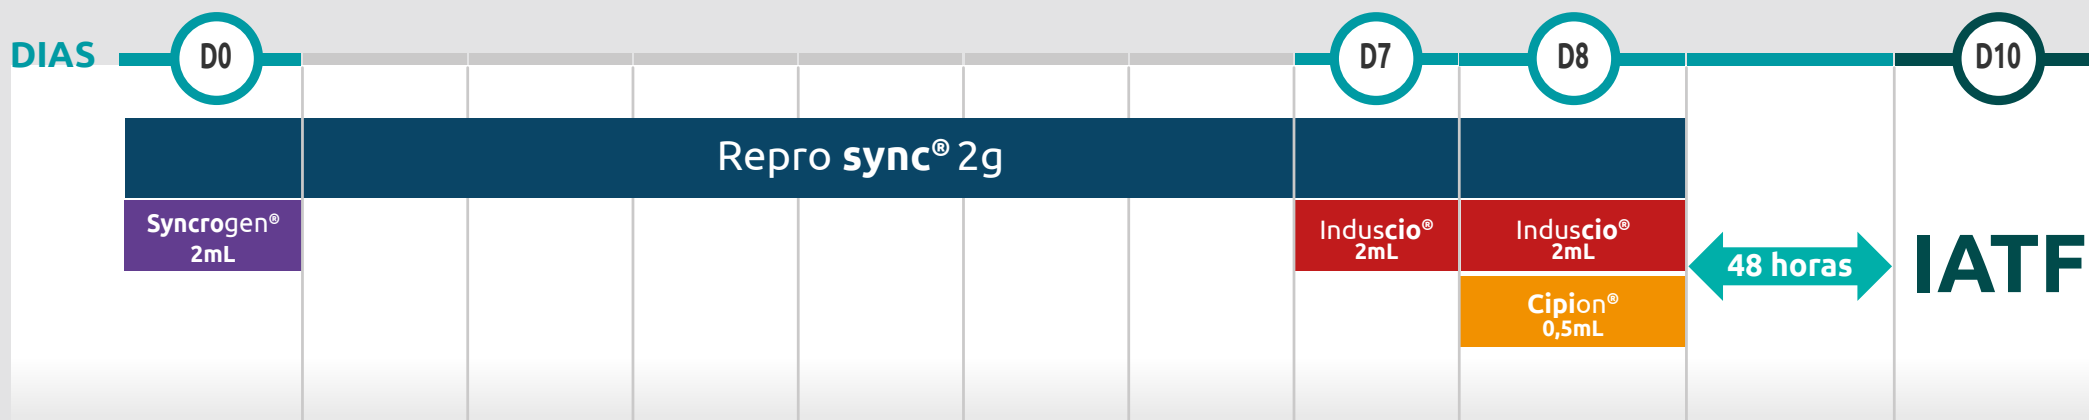 DIAS
D0
D7
D8
D10
Repro sync® 2g
Syncrogen®
2mL
Induscio®
2mL
Induscio®
2mL
Cipion®
0,5mL
48 horas
IATF